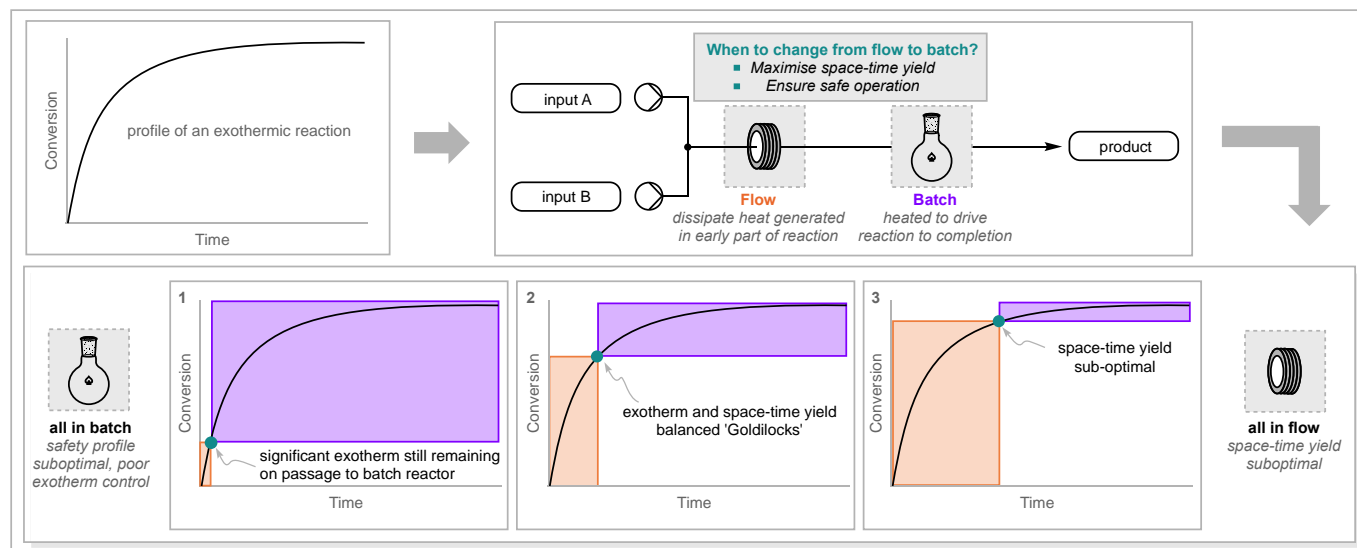 Conversion
profile of an exothermic reaction
Time
When to change from flow to batch?
Maximise space-time yield
Ensure safe operation
input A
input B
product
Flow
dissipate heat generated
in early part of reaction
Batch
heated to drive
reaction to completion
all in batch
safety profile
suboptimal, poor
exotherm control
1
Conversion
significant exotherm still remaining
on passage to batch reactor
Time
2
Conversion
exotherm and space-time yield
balanced 'Goldilocks'
Time
3
Conversion
space-time yield
sub-optimal
Time
all in flow
space-time yield
suboptimal